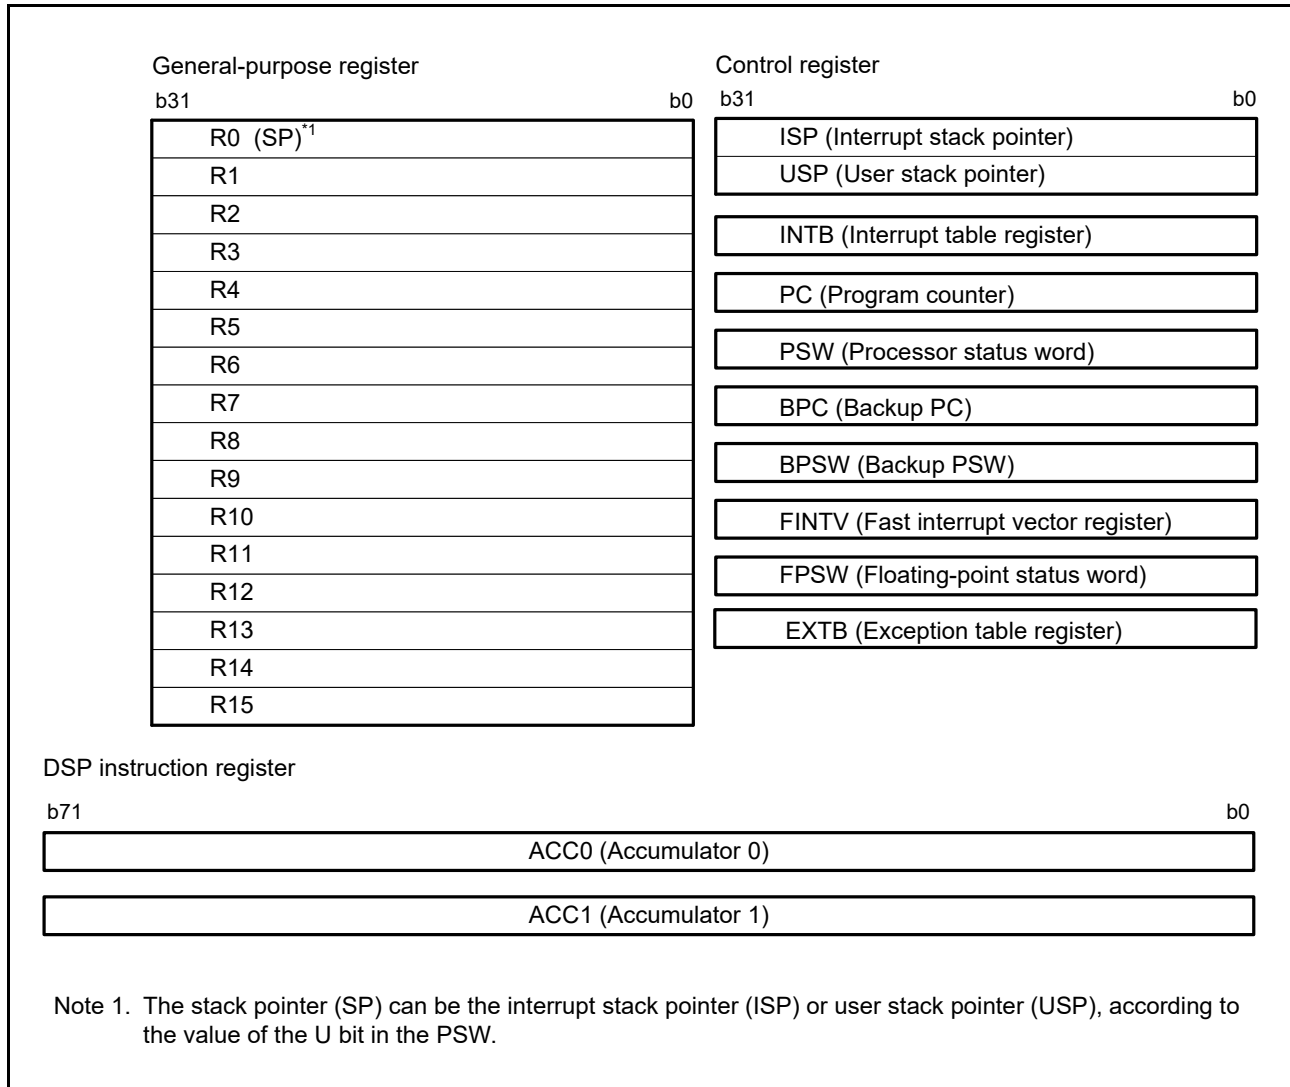 General-purpose register
b31 b0
R0 (SP)*1
R1
R2
R3
R4
R5
R6
R7
R8
R9
R10
R11
R12
R13
R14
R15
Control register
b31 b0
ISP (Interrupt stack pointer)
USP (User stack pointer)
INTB (Interrupt table register)
PC (Program counter)
PSW (Processor status word)
BPC (Backup PC)
BPSW (Backup PSW)
FINTV (Fast interrupt vector register)
FPSW (Floating-point status word)
EXTB (Exception table register)
DSP instruction register
b71 b0
ACC0 (Accumulator 0)
ACC1 (Accumulator 1)
Note 1. The stack pointer (SP) can be the interrupt stack pointer (ISP) or user stack pointer (USP), according to
the value of the U bit in the PSW.